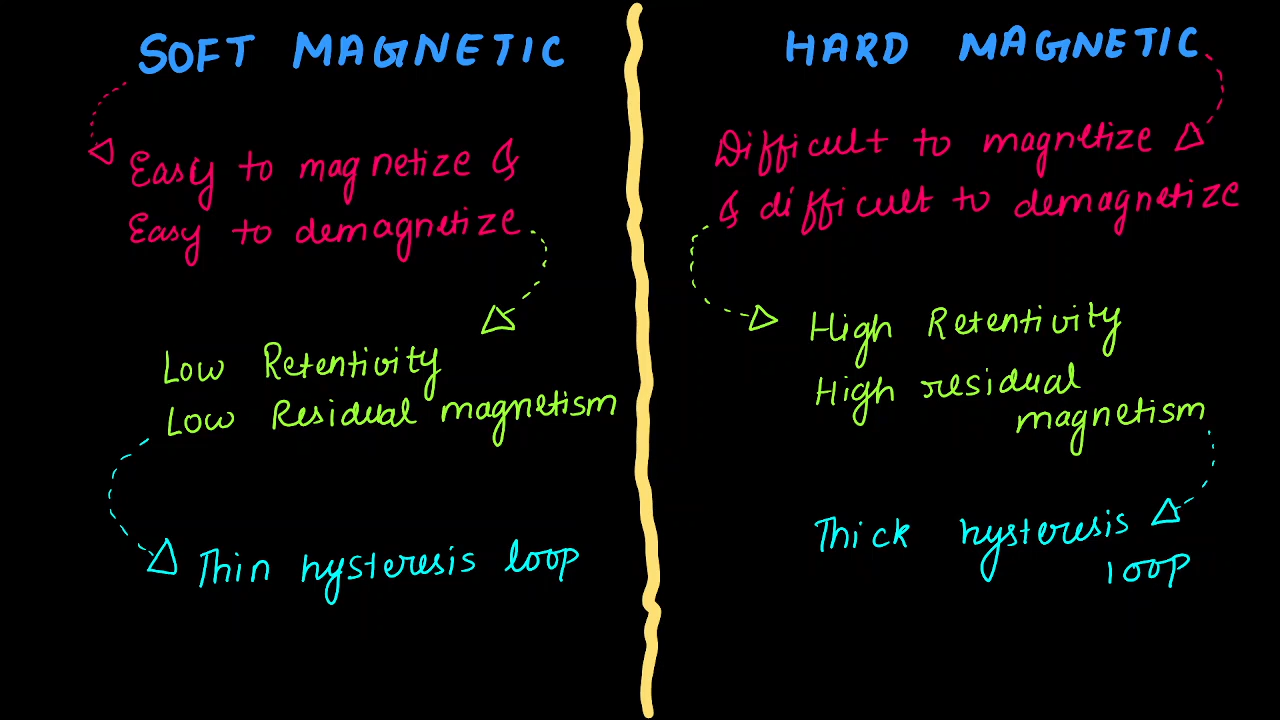 SOFT MAGNETIC
Easy to magnetize &
Easy to demagnetize
Low Retentivity
Low Residual magnetism
Thin hysteresis loop
HARD MAGNETIC
Difficult to magnetize
& difficult to demagnetize
High Retentivity
High residual
magnetism
Thick hysteresis
loop